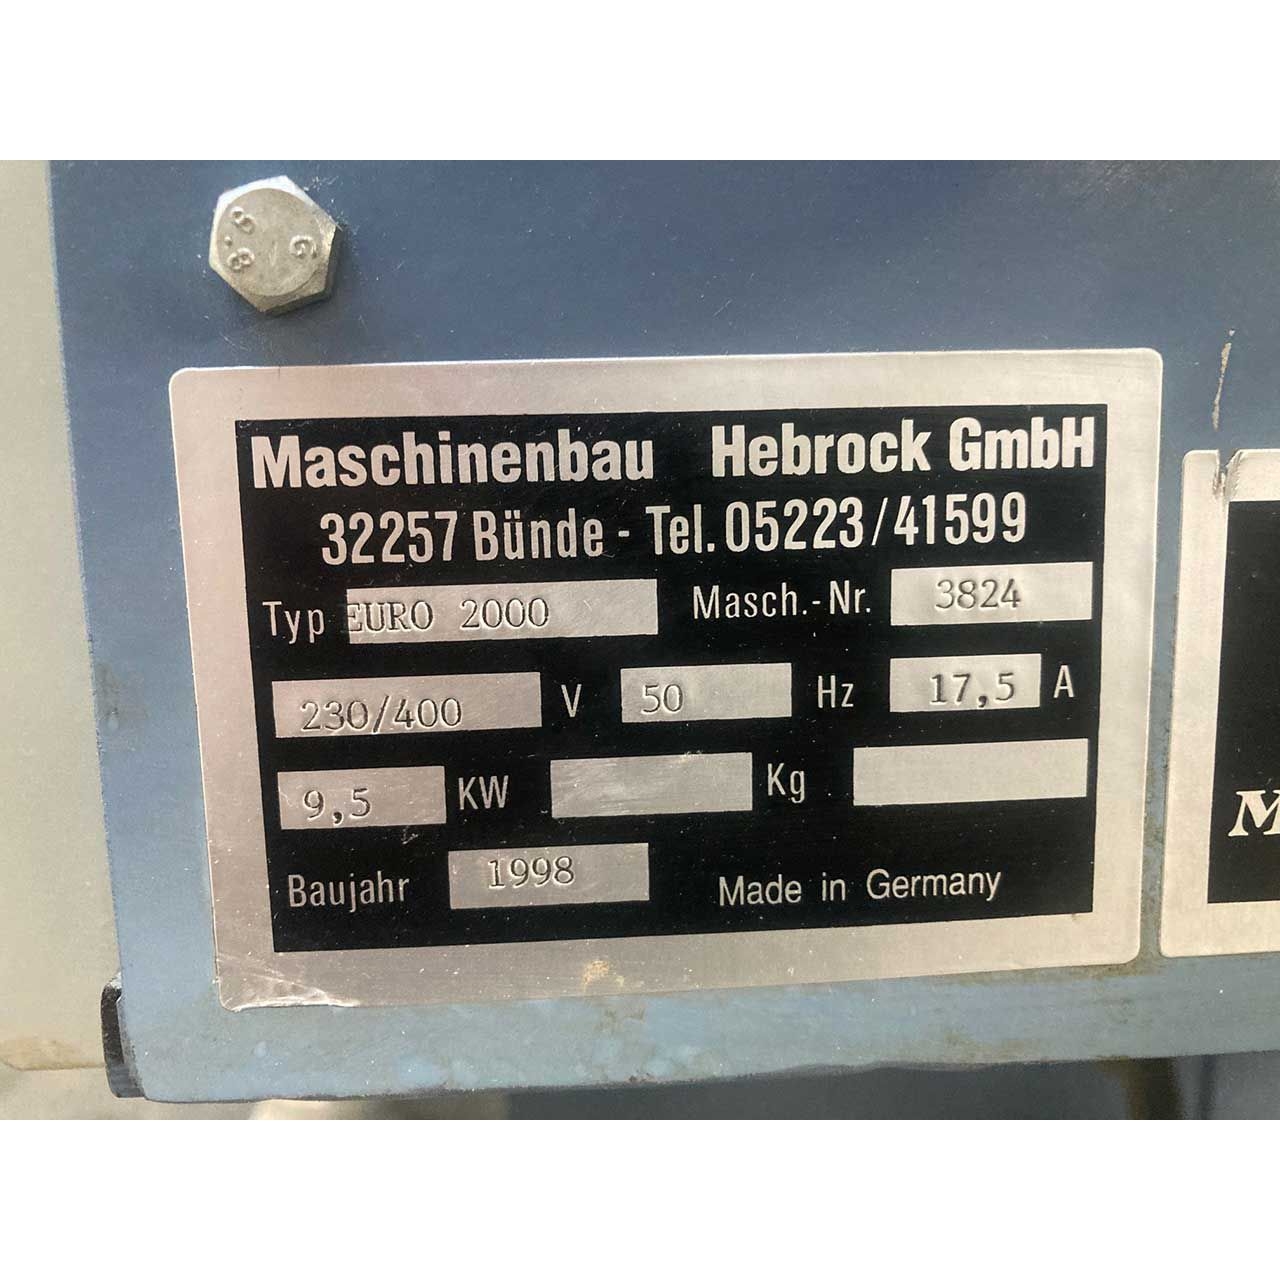 8.8 G
Maschinenbau Hebrock GmbH
32257 Bünde - Tel. 05223/41599
Typ EURO 2000 Masch.-Nr. 3824
230/400 V 50 Hz 17,5 A
9,5 KW Kg
Baujahr 1998 Made in Germany
M